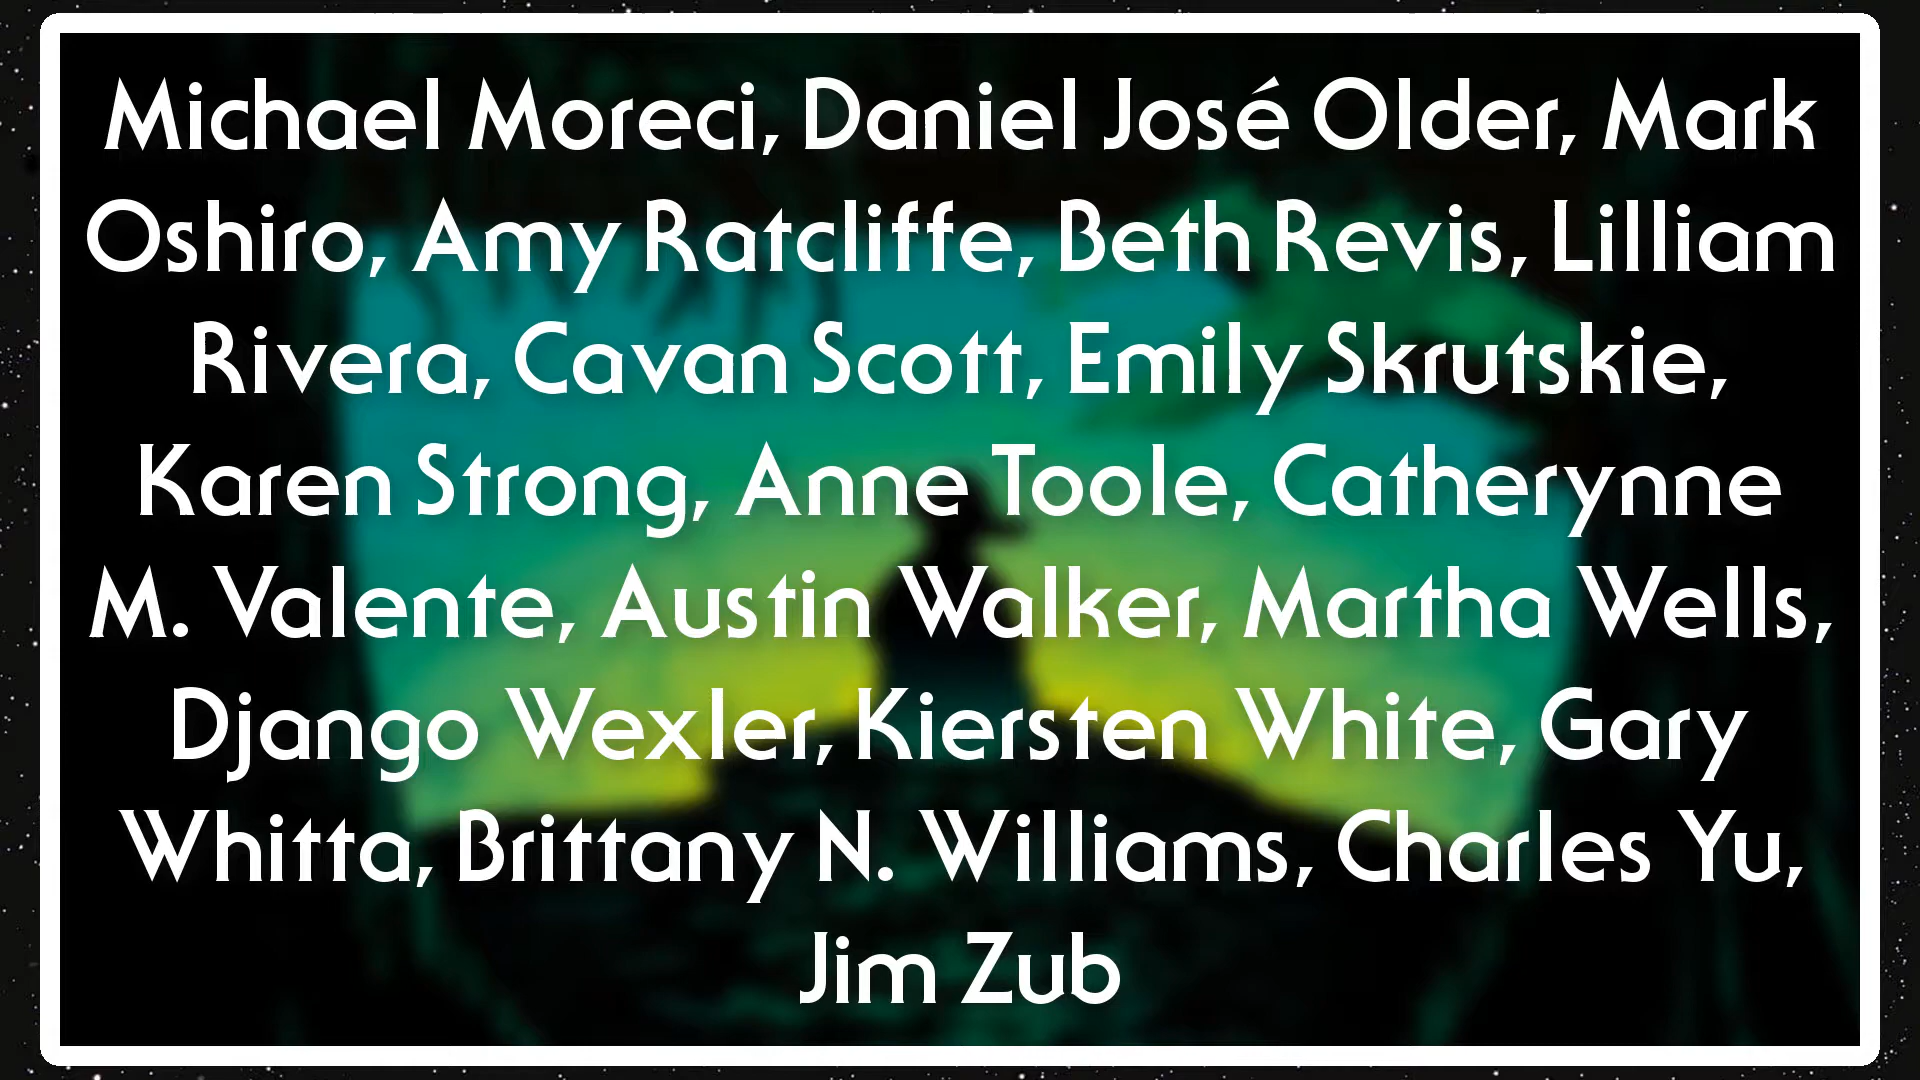 Michael Moreci, Daniel José Older, Mark
Oshiro, Amy Ratcliffe, Beth Revis, Lilliam
Rivera, Cavan Scott, Emily Skrutskie,
Karen Strong, Anne Toole, Catherynne
M. Valente, Austin Walker, Martha Wells,
Django Wexler, Kiersten White, Gary
Whitta, Brittany N. Williams, Charles Yu,
Jim Zub